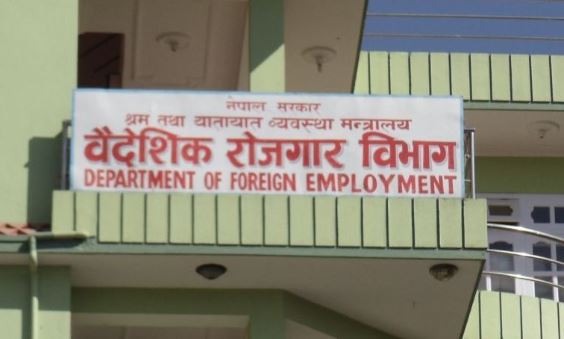 नेपाल सरकार
श्रम तथा यातायात व्यवस्था मन्त्रालय
वैदेशिक रोजगार विभाग
DEPARTMENT OF FOREIGN EMPLOYMENT